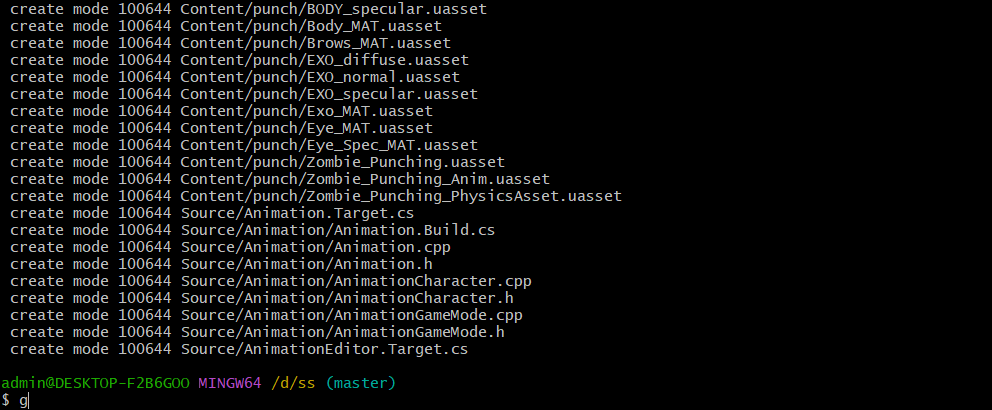 create mode 100644 Content/punch/BODY_specular.uasset
create mode 100644 Content/punch/Body_MAT.uasset
create mode 100644 Content/punch/Brows_MAT.uasset
create mode 100644 Content/punch/EXO_diffuse.uasset
create mode 100644 Content/punch/EXO_normal.uasset
create mode 100644 Content/punch/EXO_specular.uasset
create mode 100644 Content/punch/Exo_MAT.uasset
create mode 100644 Content/punch/Eye_MAT.uasset
create mode 100644 Content/punch/Eye_Spec_MAT.uasset
create mode 100644 Content/punch/Zombie_Punching.uasset
create mode 100644 Content/punch/Zombie_Punching_Anim.uasset
create mode 100644 Content/punch/Zombie_Punching_PhysicsAsset.uasset
create mode 100644 Source/Animation.Target.cs
create mode 100644 Source/Animation/Animation.Build.cs
create mode 100644 Source/Animation/Animation.cpp
create mode 100644 Source/Animation/Animation.h
create mode 100644 Source/Animation/AnimationCharacter.cpp
create mode 100644 Source/Animation/AnimationCharacter.h
create mode 100644 Source/Animation/AnimationGameMode.cpp
create mode 100644 Source/Animation/AnimationGameMode.h
create mode 100644 Source/AnimationEditor.Target.cs
admin@DESKTOP-F2B6GOO MINGW64 /d/ss (master)
$ g